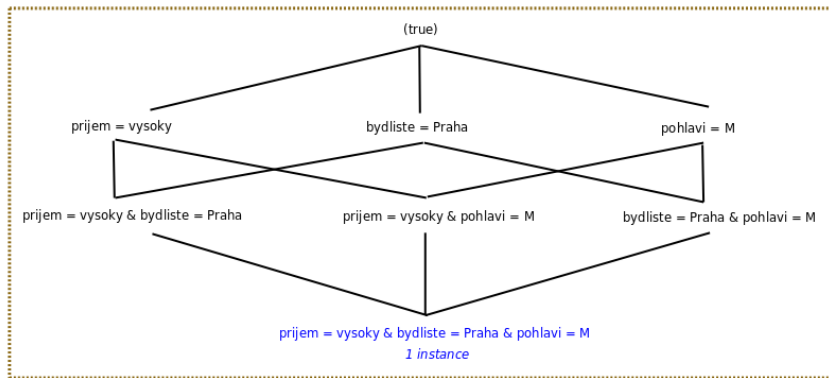 (true)
prijem = vysoky
bydliste = Praha
pohlavi = M
prijem = vysoky & bydliste = Praha
prijem = vysoky & pohlavi = M
bydliste = Praha & pohlavi = M
prijem = vysoky & bydliste = Praha & pohlavi = M
1 instance